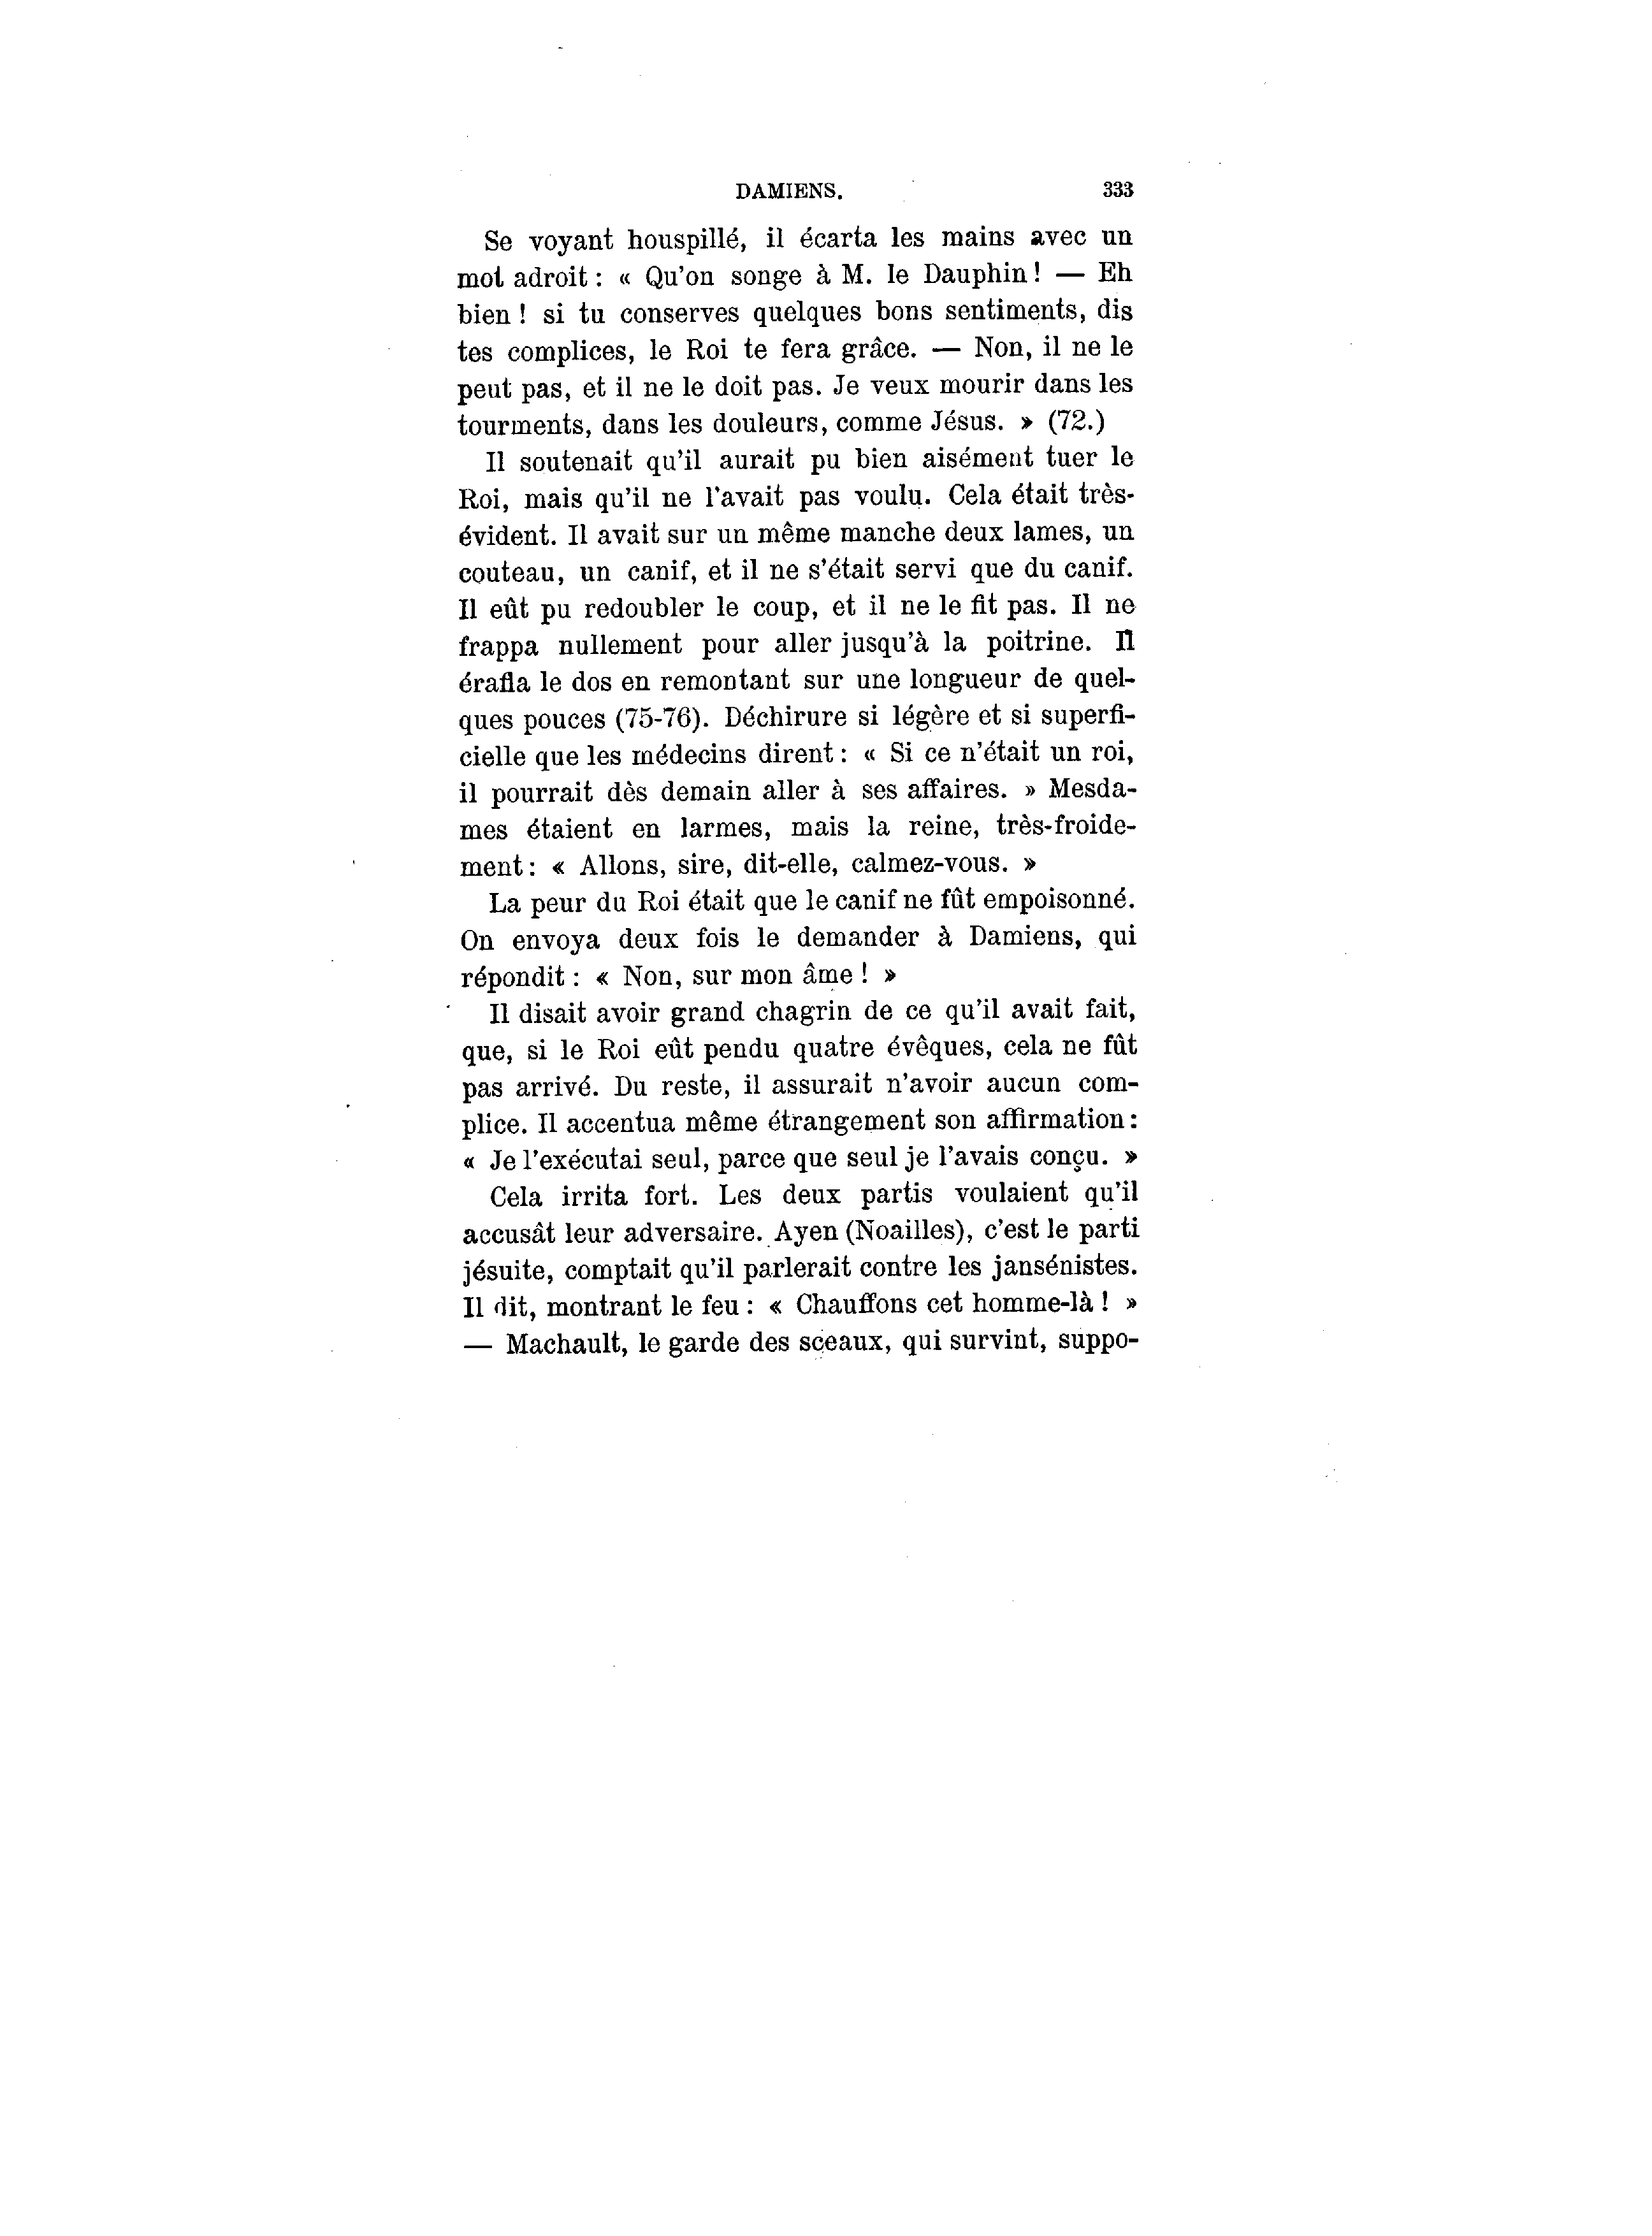 DAMIENS. 333
Se voyant houspillé, il écarta les mains avec un
mot adroit : « Qu'on songe à M. le Dauphin ! — Eh
bien ! si tu conserves quelques bons sentiments, dis
tes complices, le Roi te fera grâce. — Non, il ne le
peut pas, et il ne le doit pas. Je veux mourir dans les
tourments, dans les douleurs, comme Jésus. » (72.)
Il soutenait qu'il aurait pu bien aisément tuer le
Roi, mais qu'il ne l'avait pas voulu. Cela était très-
évident. Il avait sur un même manche deux lames, un
couteau, un canif, et il ne s'était servi que du canif.
Il eût pu redoubler le coup, et il ne le fit pas. Il ne
frappa nullement pour aller jusqu'à la poitrine. Il
érafla le dos en remontant sur une longueur de quel-
ques pouces (75-76). Déchirure si légère et si superfi-
cielle que les médecins dirent : « Si ce n'était un roi,
il pourrait dès demain aller à ses affaires. » Mesda-
mes étaient en larmes, mais la reine, très-froide-
ment : « Allons, sire, dit-elle, calmez-vous. »
La peur du Roi était que le canif ne fût empoisonné.
On envoya deux fois le demander à Damiens, qui
répondit : « Non, sur mon âme ! »
Il disait avoir grand chagrin de ce qu'il avait fait,
que, si le Roi eût pendu quatre évêques, cela ne fût
pas arrivé. Du reste, il assurait n'avoir aucun com-
plice. Il accentua même étrangement son affirmation :
« Je l'exécutai seul, parce que seul je l'avais conçu. »
Cela irrita fort. Les deux partis voulaient qu'il
accusât leur adversaire. Ayen (Noailles), c'est le parti
jésuite, comptait qu'il parlerait contre les jansénistes.
Il dit, montrant le feu : « Chauffons cet homme-là ! »
— Machault, le garde des sceaux, qui survint, suppo-